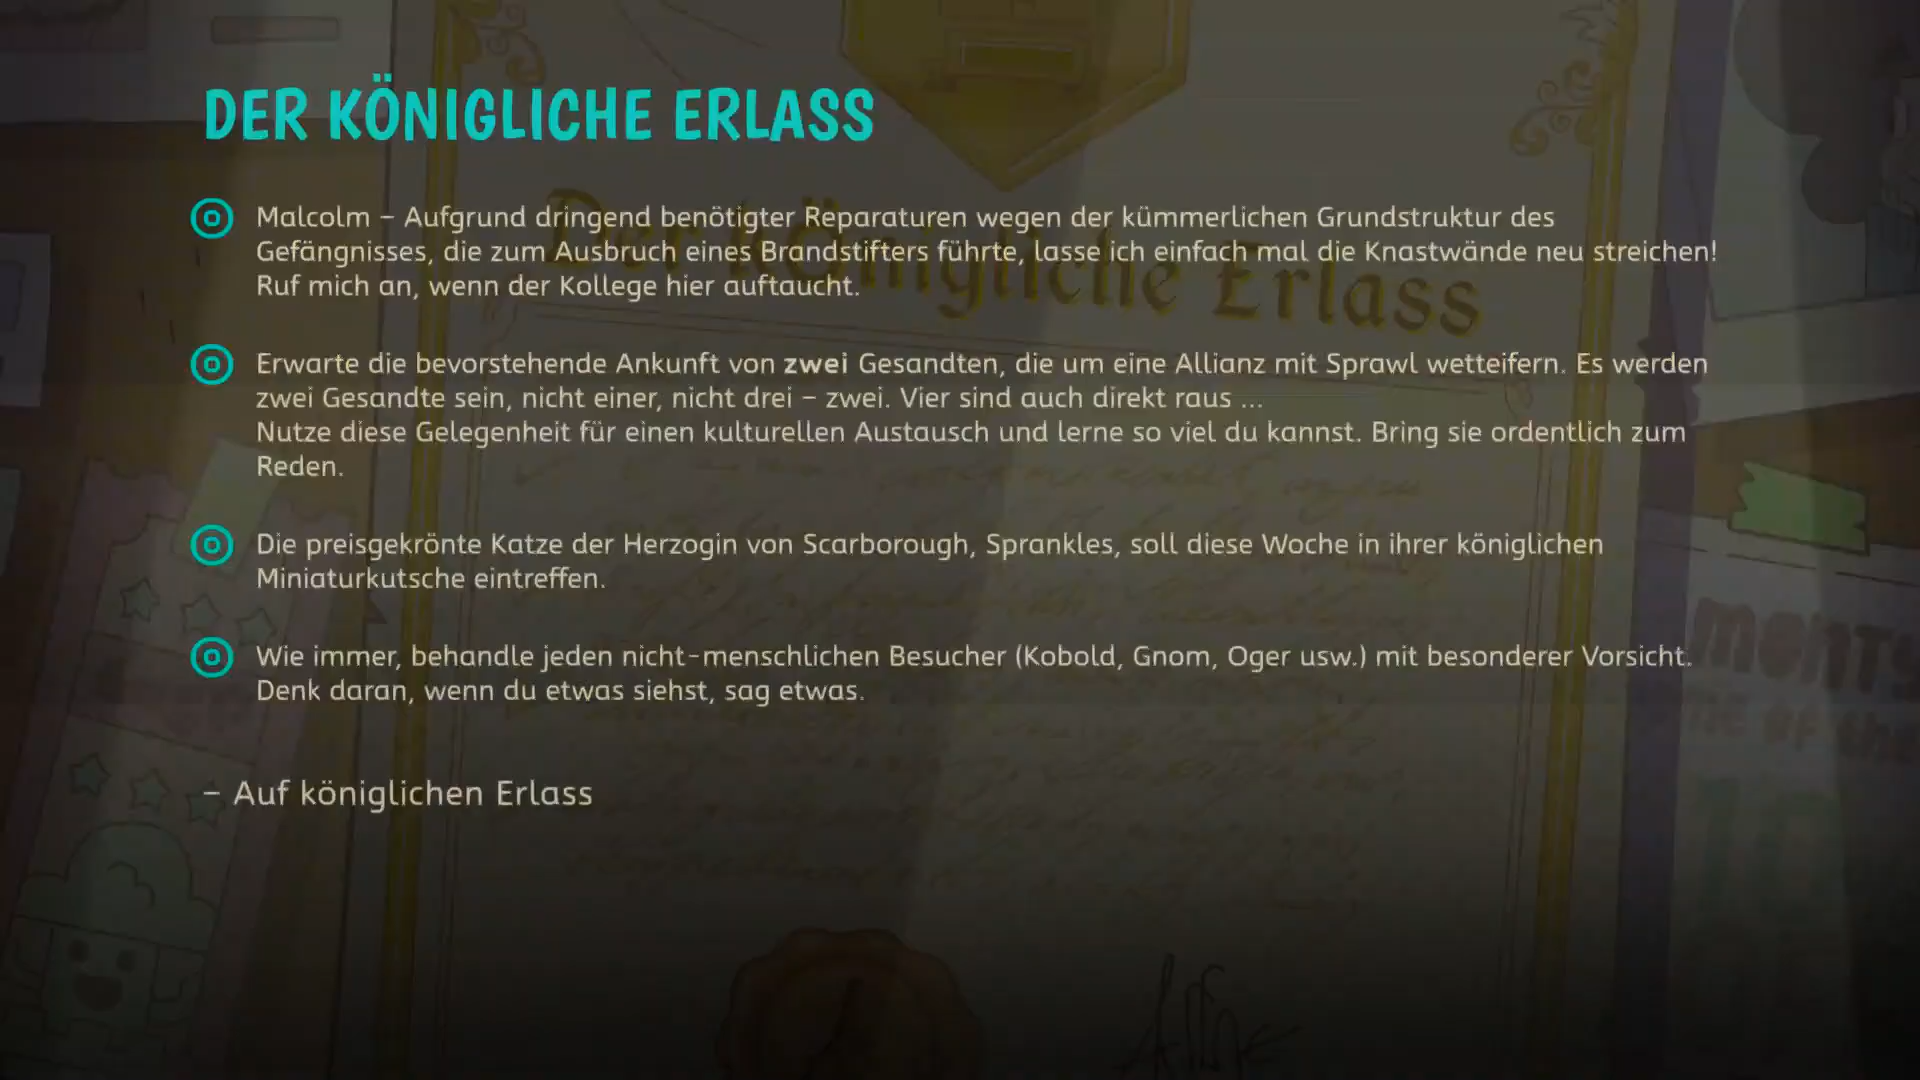 DER KÖNIGLICHE ERLASS
Der Königliche Erlass
Malcolm – Aufgrund dringend benötigter Reparaturen wegen der kümmerlichen Grundstruktur des
Gefängnisses, die zum Ausbruch eines Brandstifters führte, lasse ich einfach mal die Knastwände neu streichen!
Ruf mich an, wenn der Kollege hier auftaucht.
Erwarte die bevorstehende Ankunft von zwei Gesandten, die um eine Allianz mit Sprawl wetteifern. Es werden
zwei Gesandte sein, nicht einer, nicht drei – zwei. Vier sind auch direkt raus ...
Nutze diese Gelegenheit für einen kulturellen Austausch und lerne so viel du kannst. Bring sie ordentlich zum
Reden.
Die preisgekrönte Katze der Herzogin von Scarborough, Sprankles, soll diese Woche in ihrer königlichen
Miniaturkutsche eintreffen.
Wie immer, behandle jeden nicht-menschlichen Besucher (Kobold, Gnom, Oger usw.) mit besonderer Vorsicht.
Denk daran, wenn du etwas siehst, sag etwas.
– Auf königlichen Erlass